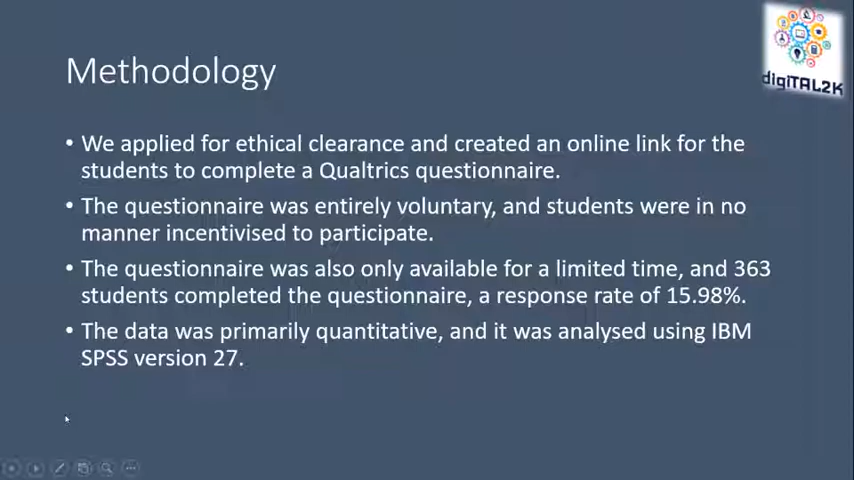 digiTAL2K
Methodology
• We applied for ethical clearance and created an online link for the
students to complete a Qualtrics questionnaire.
• The questionnaire was entirely voluntary, and students were in no
manner incentivised to participate.
• The questionnaire was also only available for a limited time, and 363
students completed the questionnaire, a response rate of 15.98%.
• The data was primarily quantitative, and it was analysed using IBM
SPSS version 27.